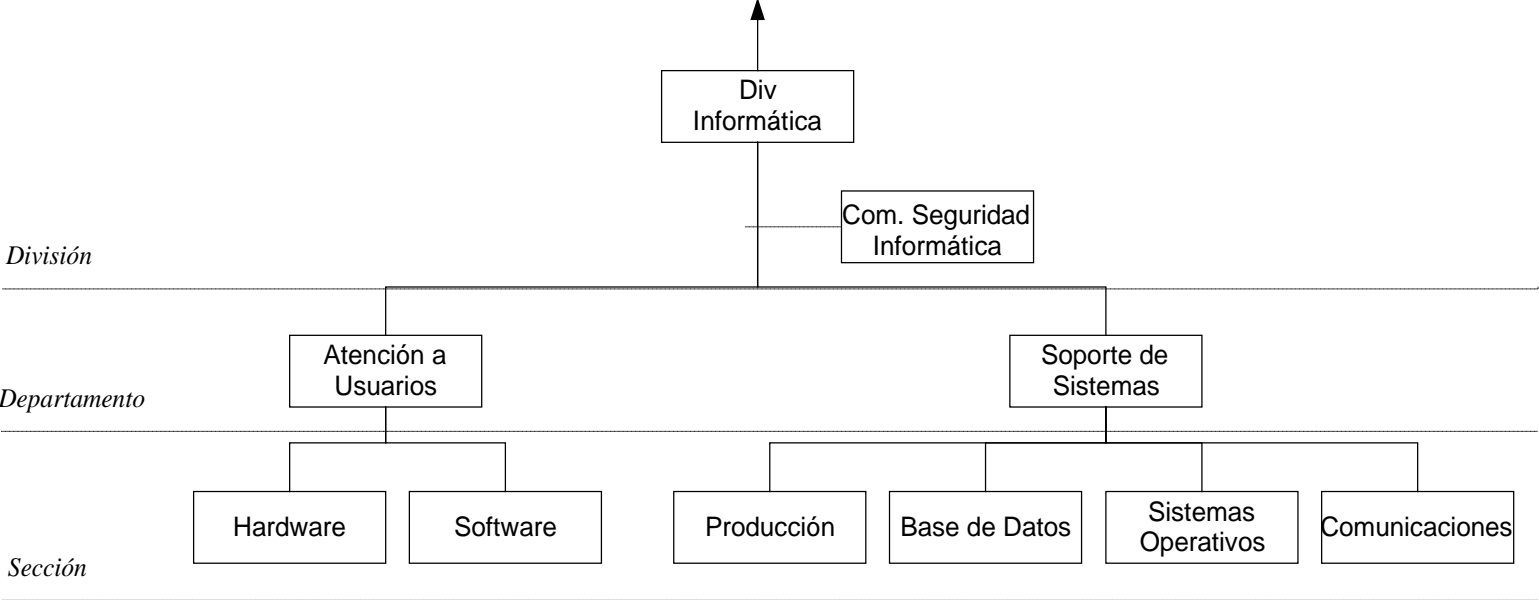 Div
Informática
Com. Seguridad
Informática
División
Atención a
Usuarios
Soporte de
Sistemas
Departamento
Hardware
Software
Producción
Base de Datos
Sistemas
Operativos
Comunicaciones
Sección